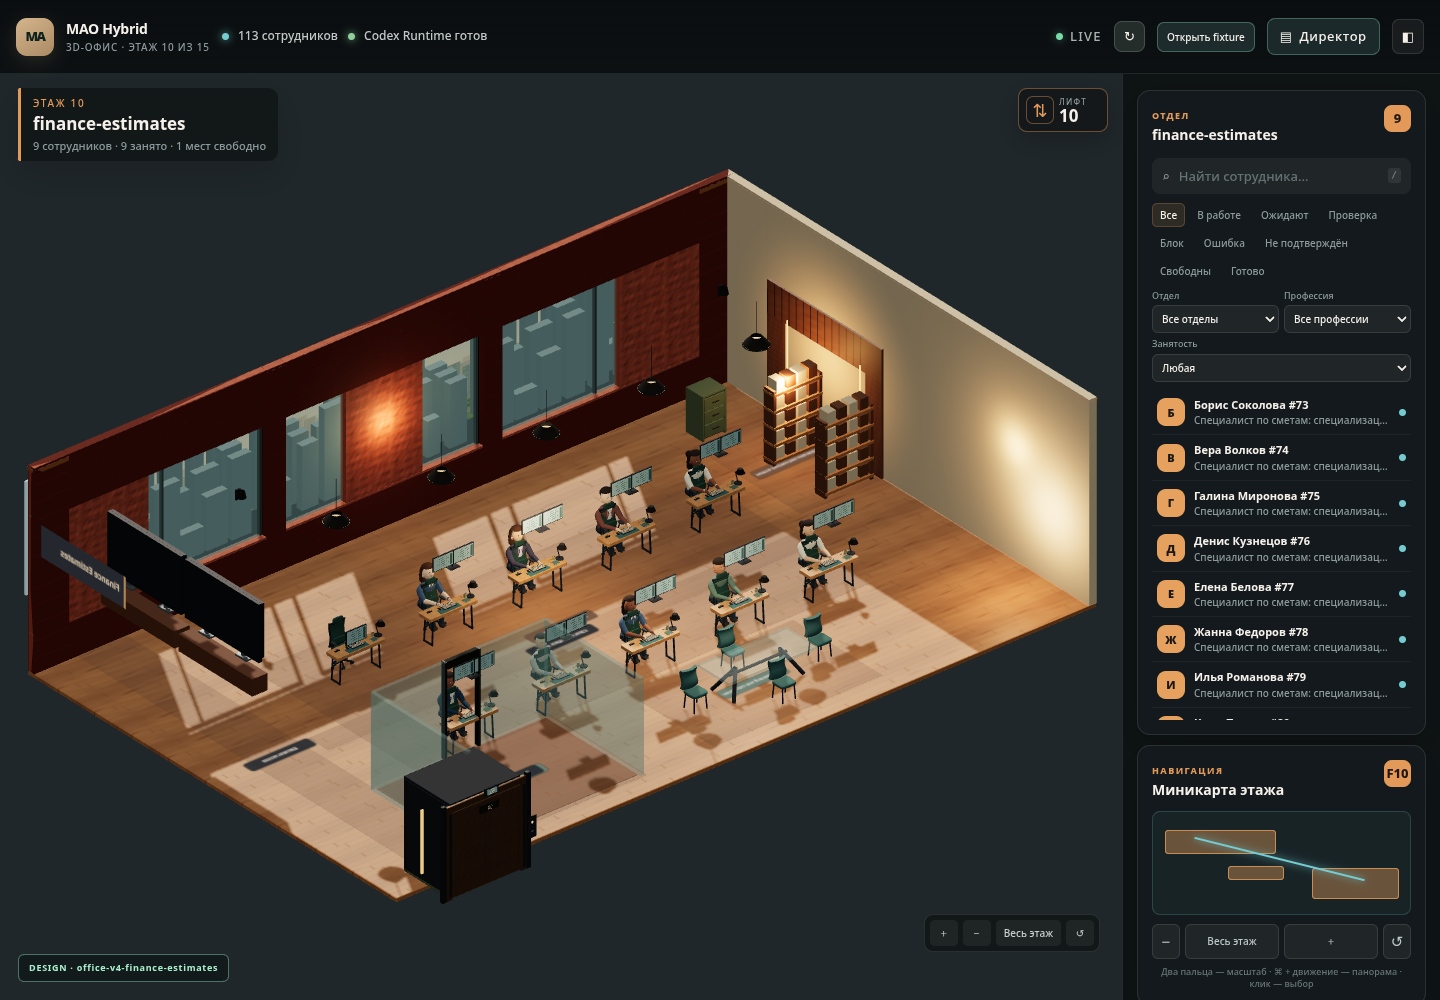 MA
MAO Hybrid
3D-ОФИС · ЭТАЖ 10 ИЗ 15
113 сотрудников
Codex Runtime готов
LIVE
Открыть fixture
Директор
ЭТАЖ 10
finance-estimates
9 сотрудников · 9 занято · 1 мест свободно
ЛИФТ
10
Finance Estimates
+
−
Весь этаж
↺
DESIGN · office-v4-finance-estimates
ОТДЕЛ
finance-estimates
9
Найти сотрудника...
/
Все
В работе
Ожидают
Проверка
Блок
Ошибка
Не подтверждён
Свободны
Готово
Отдел
Профессия
Все отделы
Все профессии
Занятость
Любая
Б
Борис Соколова #73
Специалист по сметам: специализац...
В
Вера Волков #74
Специалист по сметам: специализац...
Г
Галина Миронова #75
Специалист по сметам: специализац...
Д
Денис Кузнецов #76
Специалист по сметам: специализац...
Е
Елена Белова #77
Специалист по сметам: специализац...
Ж
Жанна Федоров #78
Специалист по сметам: специализац...
И
Илья Романова #79
Специалист по сметам: специализац...
НАВИГАЦИЯ
Миникарта этажа
F10
−
Весь этаж
+
↺
Два пальца — масштаб · ⌘ + движение — панорама ·
клик — выбор